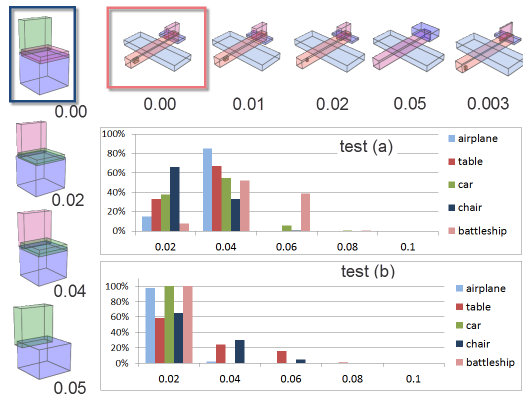 0.00
0.00
0.01
0.02
0.05
0.003
0.02
0.04
0.05
test (a)
100%
80%
60%
40%
20%
0%
0.02
0.04
0.06
0.08
0.1
airplane
table
car
chair
battleship
test (b)
100%
80%
60%
40%
20%
0%
0.02
0.04
0.06
0.08
0.1
airplane
table
car
chair
battleship